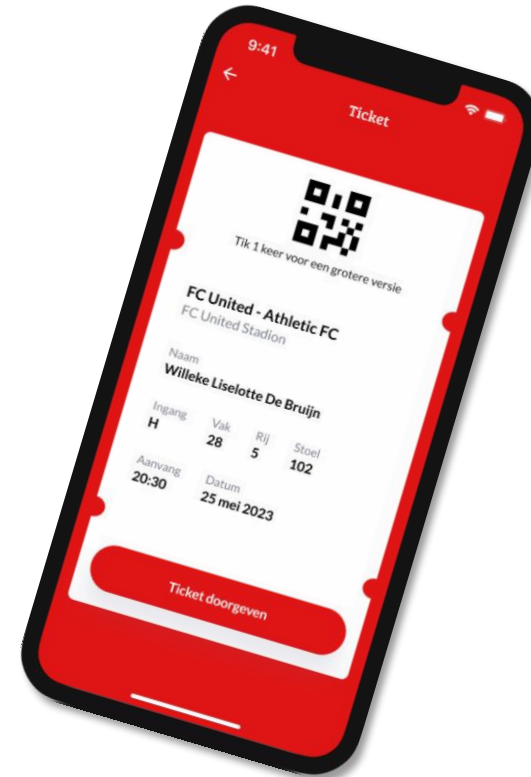 9:41
Ticket
Tik 1 keer voor een grotere versie
FC United - Athletic FC
FC United Stadion
Naam
Willeke Liselotte De Bruijn
Ingang Vak Rij Stoel
H 28 5 102
Aanvang Datum
20:30 25 mei 2023
Ticket doorgeven